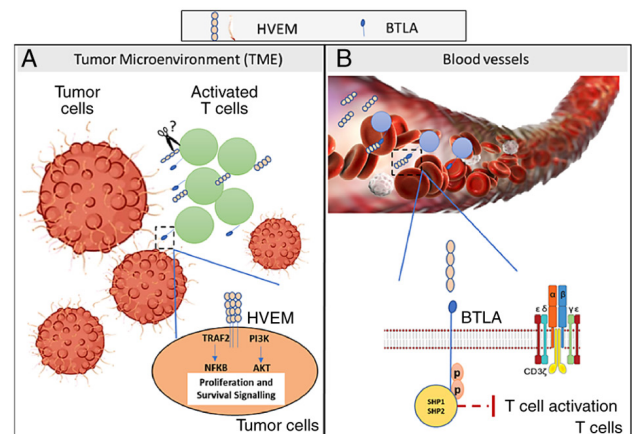 HVEM
BTLA
A
Tumor Microenvironment (TME)
Tumor
cells
Activated
T cells
?
HVEM
TRAF2 PI3K
NFKB AKT
Proliferation and
Survival Signalling
Tumor cells
B
Blood vessels
BTLA
α β
ε δ γ ε
CD3ζ
p
p
SHP1
SHP2
T cell activation
T cells